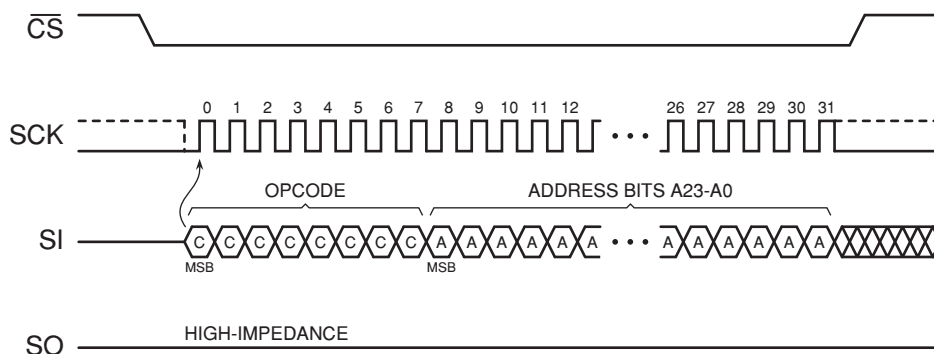 CS
0 1 2 3 4 5 6 7 8 9 10 11 12 26 27 28 29 30 31
SCK
OPCODE ADDRESS BITS A23-A0
SI C C C C C C C C A A A A A A A A A A A A
MSB MSB
HIGH-IMPEDANCE
SO